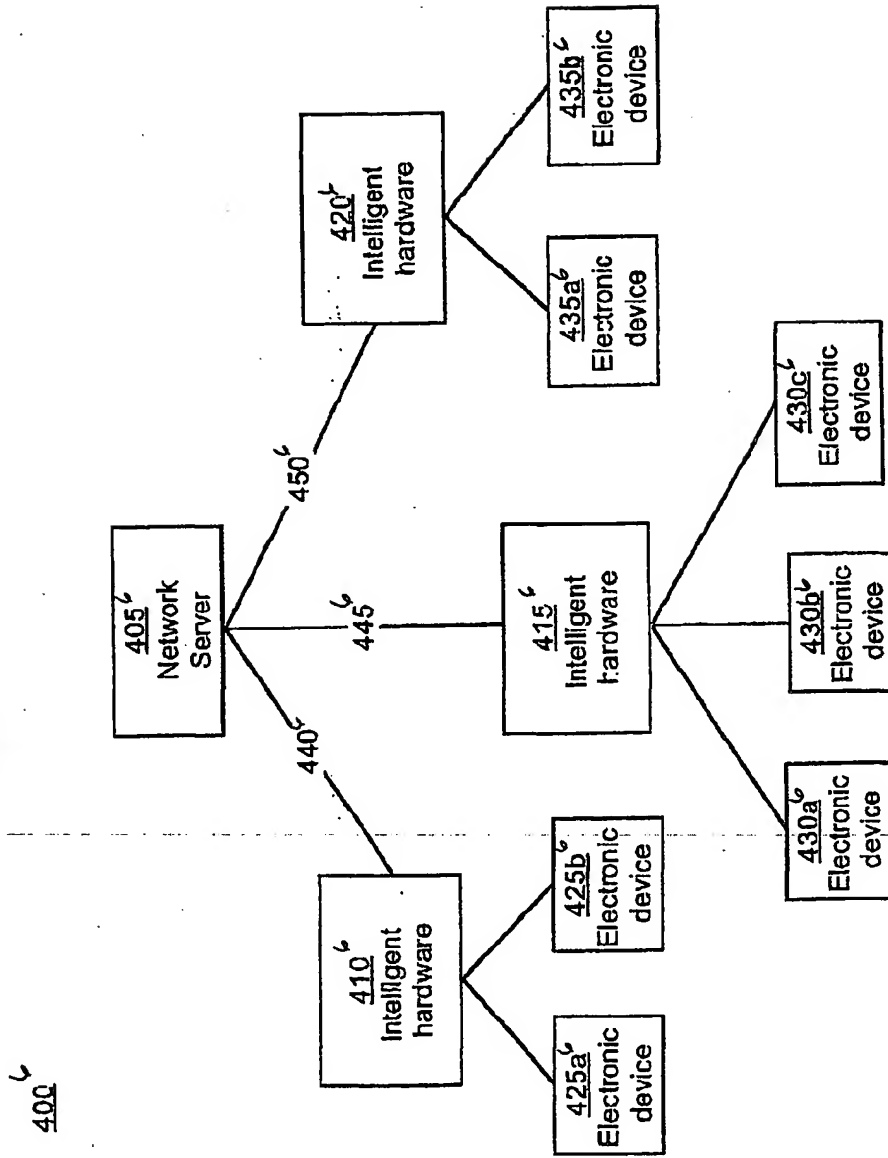 400
405
Network
Server
440
445
450
410
Intelligent
hardware
415
Intelligent
hardware
420
Intelligent
hardware
425a
Electronic
device
425b
Electronic
device
430a
Electronic
device
430b
Electronic
device
430c
Electronic
device
435a
Electronic
device
435b
Electronic
device